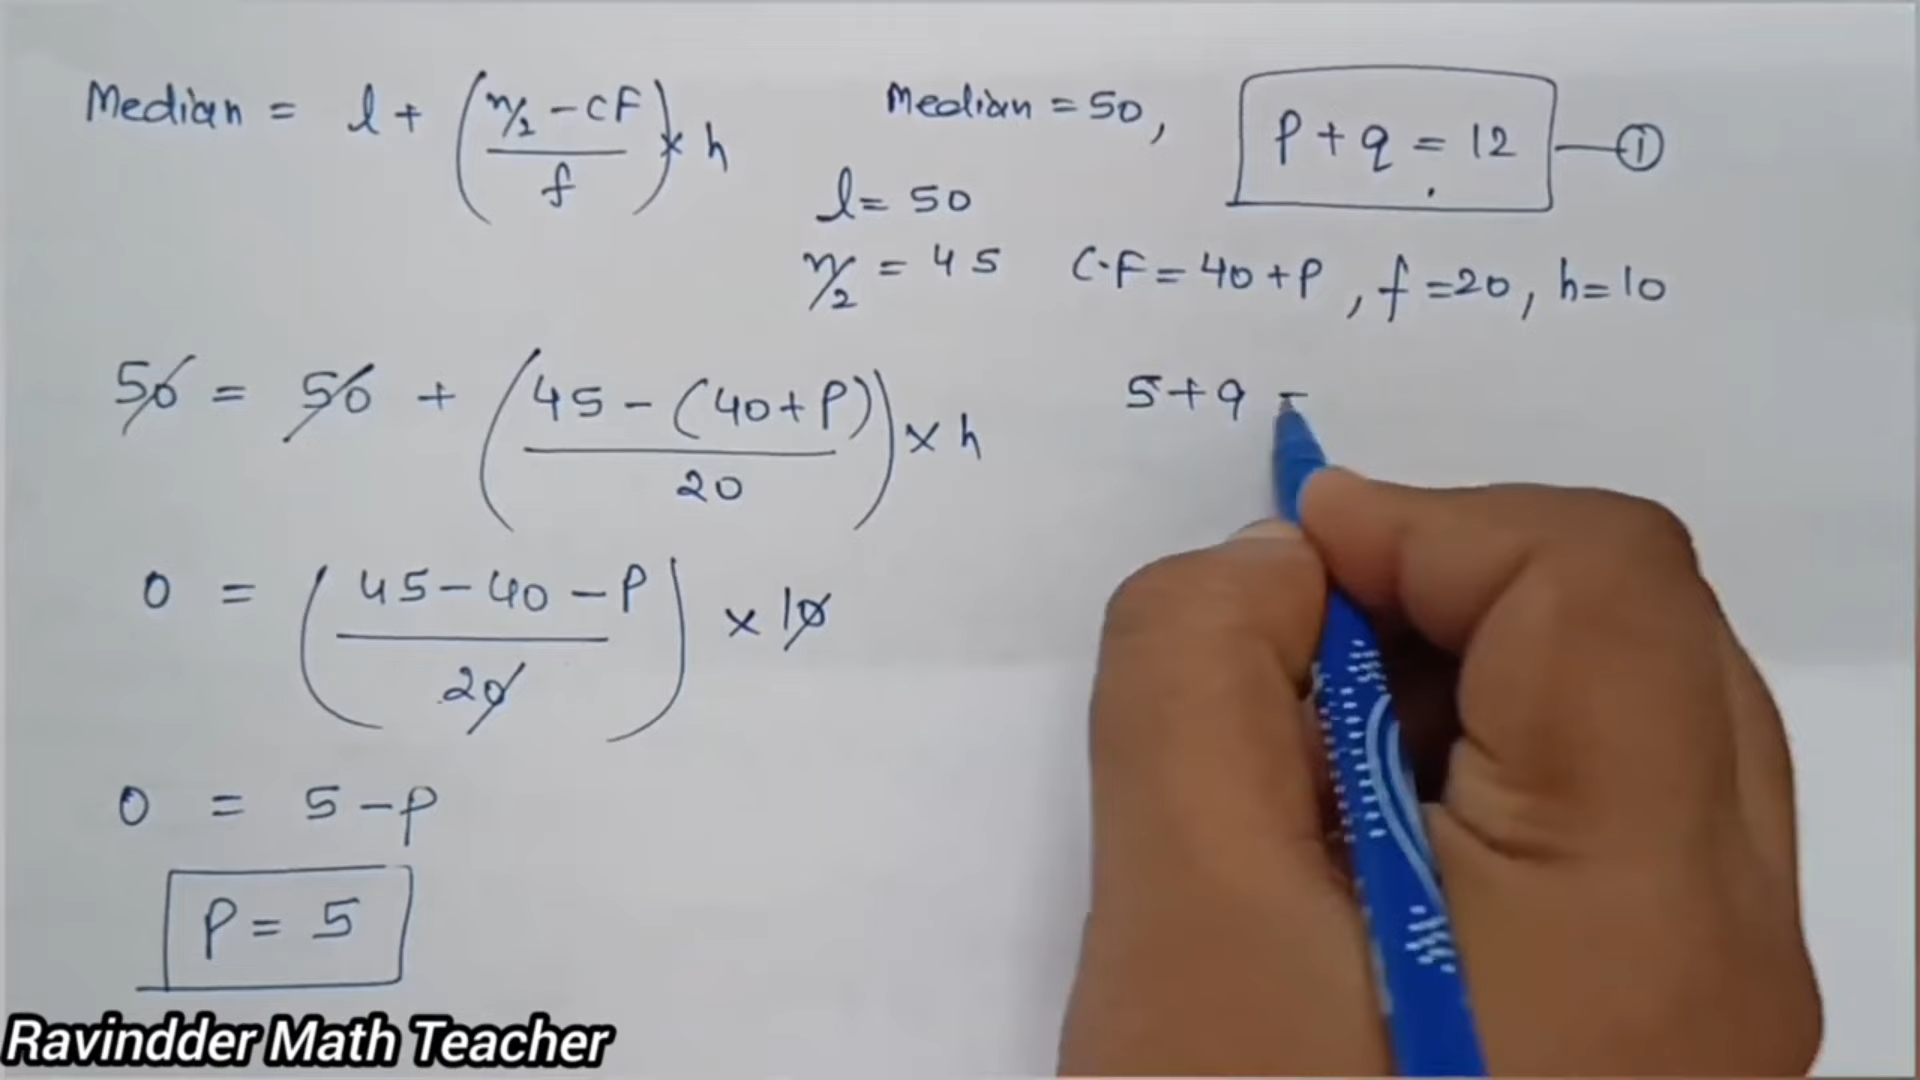 Median = l + (n/2 - CF / f) × h
Median = 50, P + q = 12 — ①
l = 50
n/2 = 45 C.F = 40 + P, f = 20, h = 10
50 = 50 + (45 - (40 + P) / 20) × h
5 + q =
0 = (45 - 40 - P / 20) × 10
0 = 5 - P
P = 5
Ravindder Math Teacher